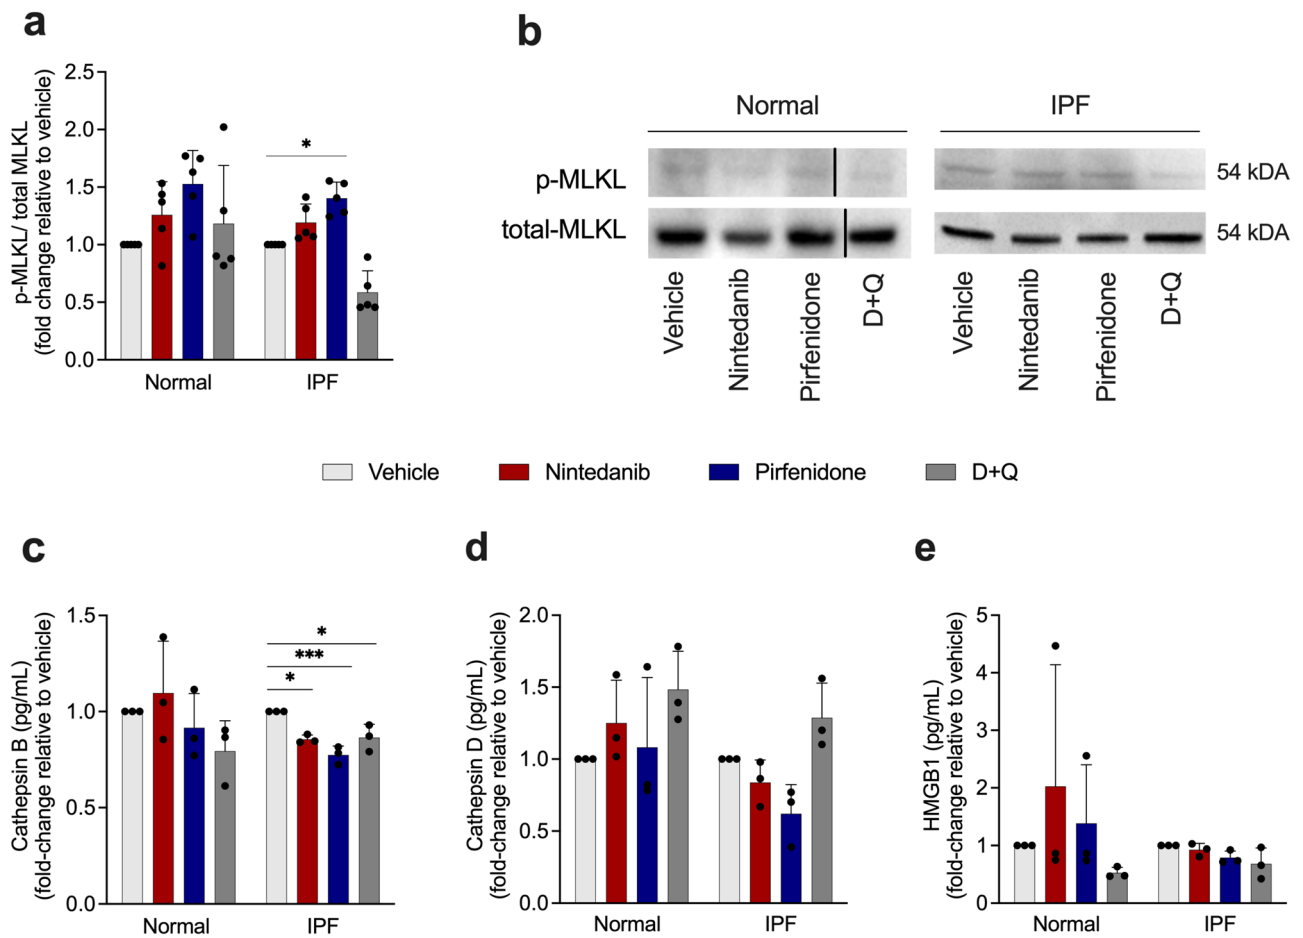 a
p-MLKL/ total MLKL
(fold change relative to vehicle)
2.5
2.0
1.5
1.0
0.5
0.0
*
Normal
IPF
b
Normal
IPF
p-MLKL
54 kDA
total-MLKL
54 kDA
Vehicle
Nintedanib
Pirfenidone
D+Q
Vehicle
Nintedanib
Pirfenidone
D+Q
Vehicle
Nintedanib
Pirfenidone
D+Q
c
Cathepsin B (pg/mL)
(fold-change relative to vehicle)
1.5
1.0
0.5
0.0
*
***
*
Normal
IPF
d
Cathepsin D (pg/mL)
(fold-change relative to vehicle)
2.0
1.5
1.0
0.5
0.0
Normal
IPF
e
HMGB1 (pg/mL)
(fold-change relative to vehicle)
5
4
3
2
1
0
Normal
IPF